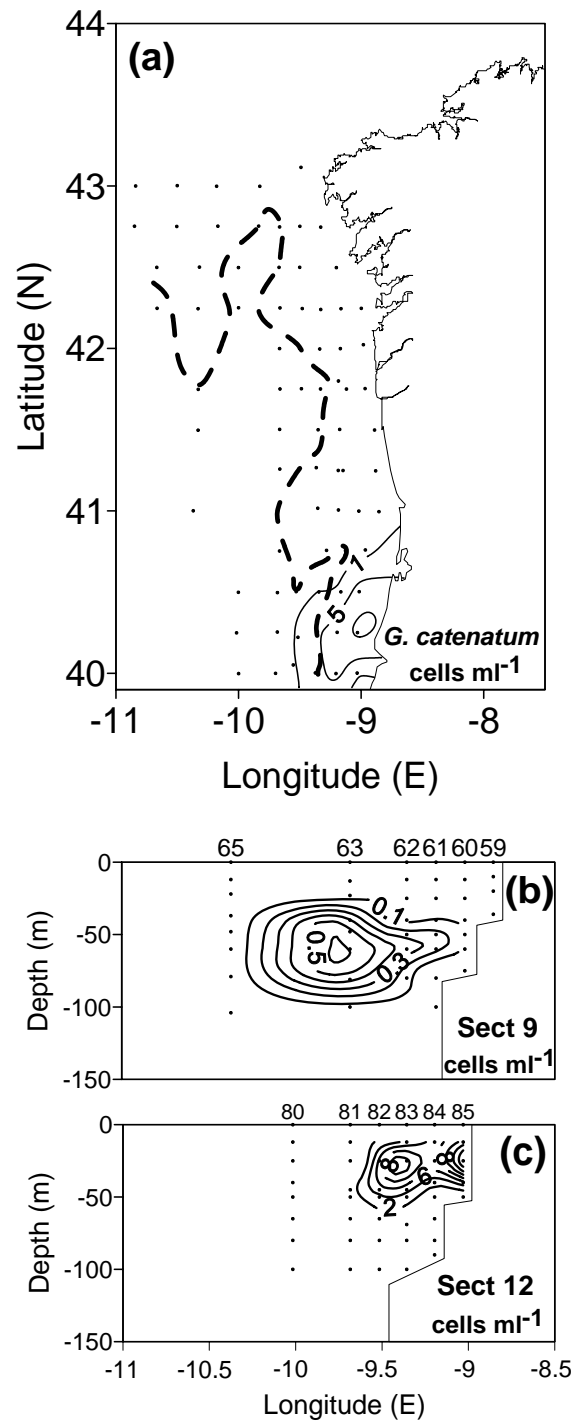 44
(a)
43
42
41
40
Latitude (N)
1
5
G. catenatum
cells ml-1
-11 -10 -9 -8
Longitude (E)
65 63 62 61 60 59
0
-50
-100
-150
Depth (m)
(b)
0.1
0.5
0.3
Sect 9
cells ml-1
80 81 82 83 84 85
0
-50
-100
-150
Depth (m)
(c)
8
8
6
2
Sect 12
cells ml-1
-11 -10.5 -10 -9.5 -9 -8.5
Longitude (E)